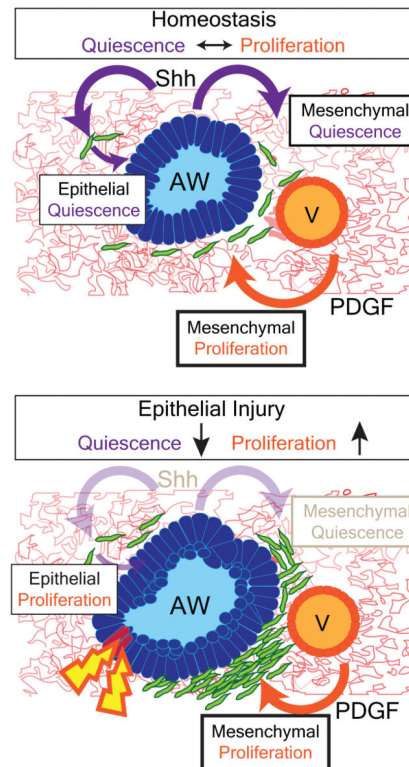 Homeostasis
Quiescence ↔ Proliferation
Shh
Mesenchymal
Quiescence
Epithelial
Quiescence
AW
V
PDGF
Mesenchymal
Proliferation
Epithelial Injury
Quiescence ↓ Proliferation ↑
Shh
Mesenchymal
Quiescence
Epithelial
Proliferation
AW
V
PDGF
Mesenchymal
Proliferation